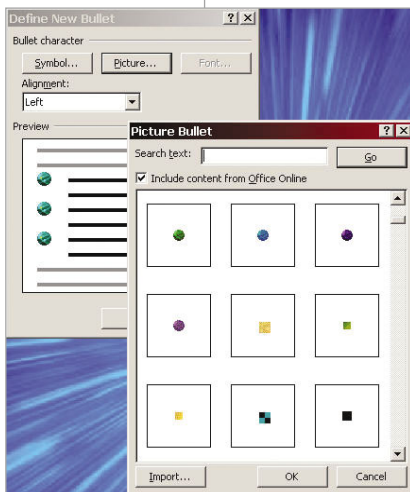 Define New Bullet
Bullet character
Symbol...
Picture...
Font...
Alignment:
Left
Preview
Picture Bullet
Search text:
Go
Include content from Office Online
Import...
OK
Cancel